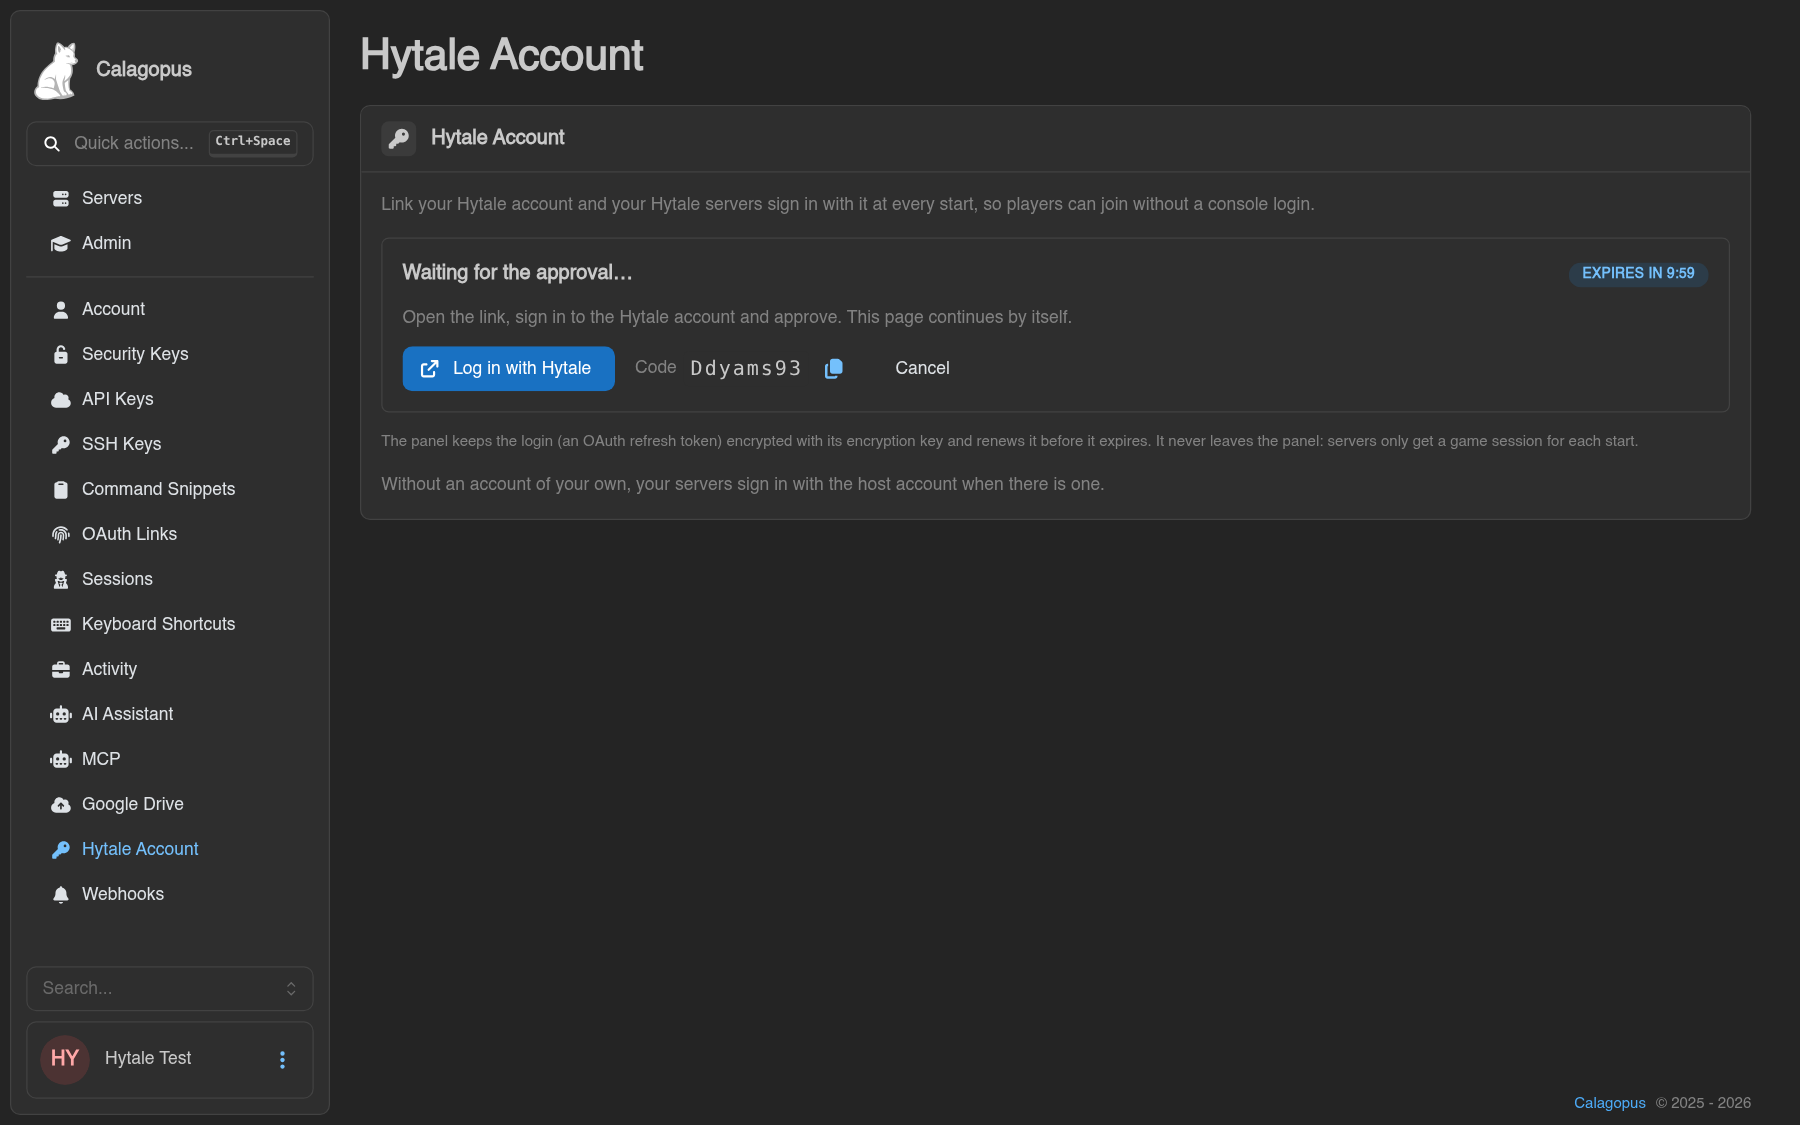 Calagopus
Quick actions... Ctrl+Space
Servers
Admin
Account
Security Keys
API Keys
SSH Keys
Command Snippets
OAuth Links
Sessions
Keyboard Shortcuts
Activity
AI Assistant
MCP
Google Drive
Hytale Account
Webhooks
Search...
HY Hytale Test
Hytale Account
Hytale Account
Link your Hytale account and your Hytale servers sign in with it at every start, so players can join without a console login.
Waiting for the approval... EXPIRES IN 9:59
Open the link, sign in to the Hytale account and approve. This page continues by itself.
Log in with Hytale Code Ddyams93 Cancel
The panel keeps the login (an OAuth refresh token) encrypted with its encryption key and renews it before it expires. It never leaves the panel: servers only get a game session for each start.
Without an account of your own, your servers sign in with the host account when there is one.
Calagopus © 2025 - 2026